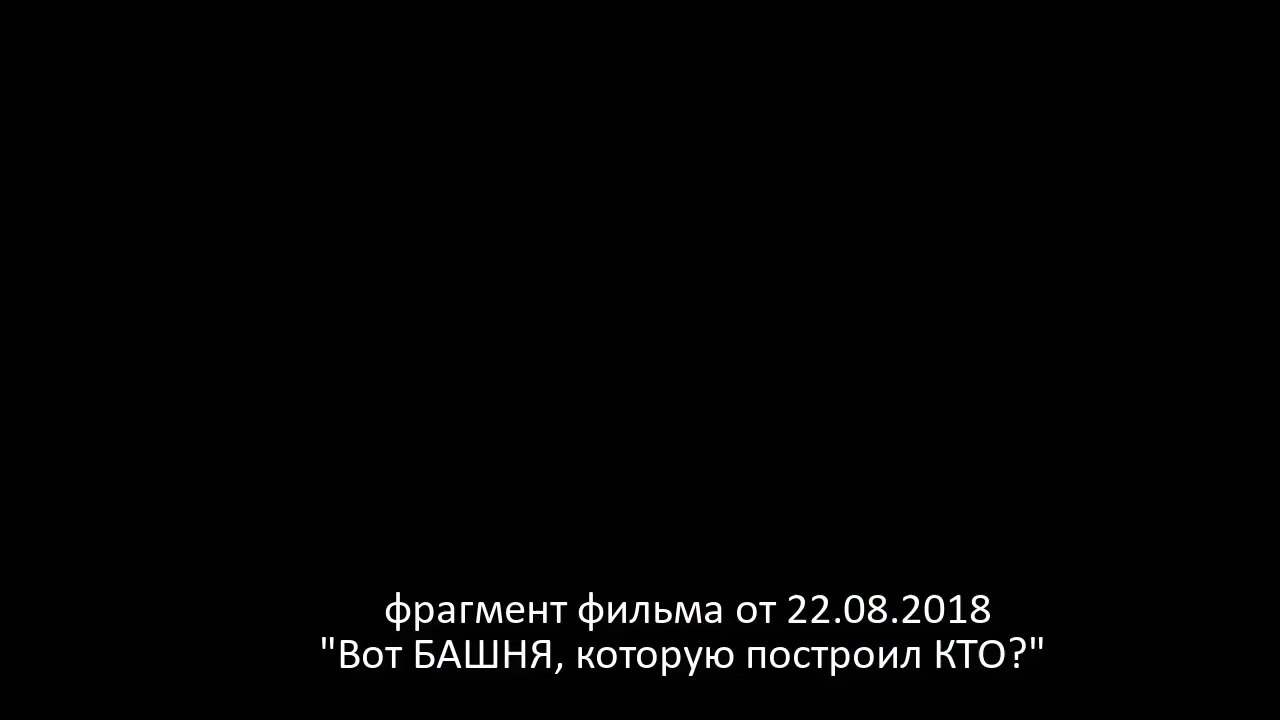 фрагмент фильма от 22.08.2018
"Вот БАШНЯ, которую построил КТО?"